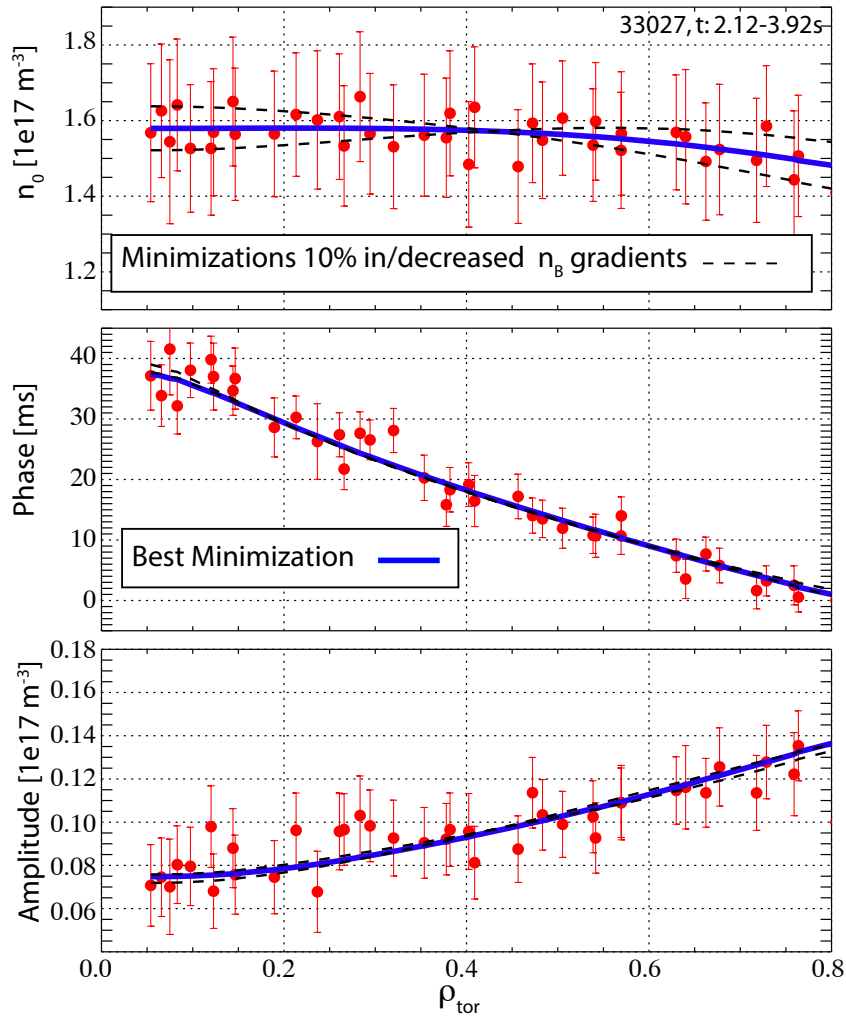 33027, t: 2.12-3.92s
n₀ [1e17 m⁻³]
1.8
1.6
1.4
1.2
Minimizations 10% in/decreased n_B gradients
Phase [ms]
40
30
20
10
0
Best Minimization
Amplitude [1e17 m⁻³]
0.18
0.16
0.14
0.12
0.10
0.08
0.06
0.0 0.2 0.4 0.6 0.8
ρ_tor